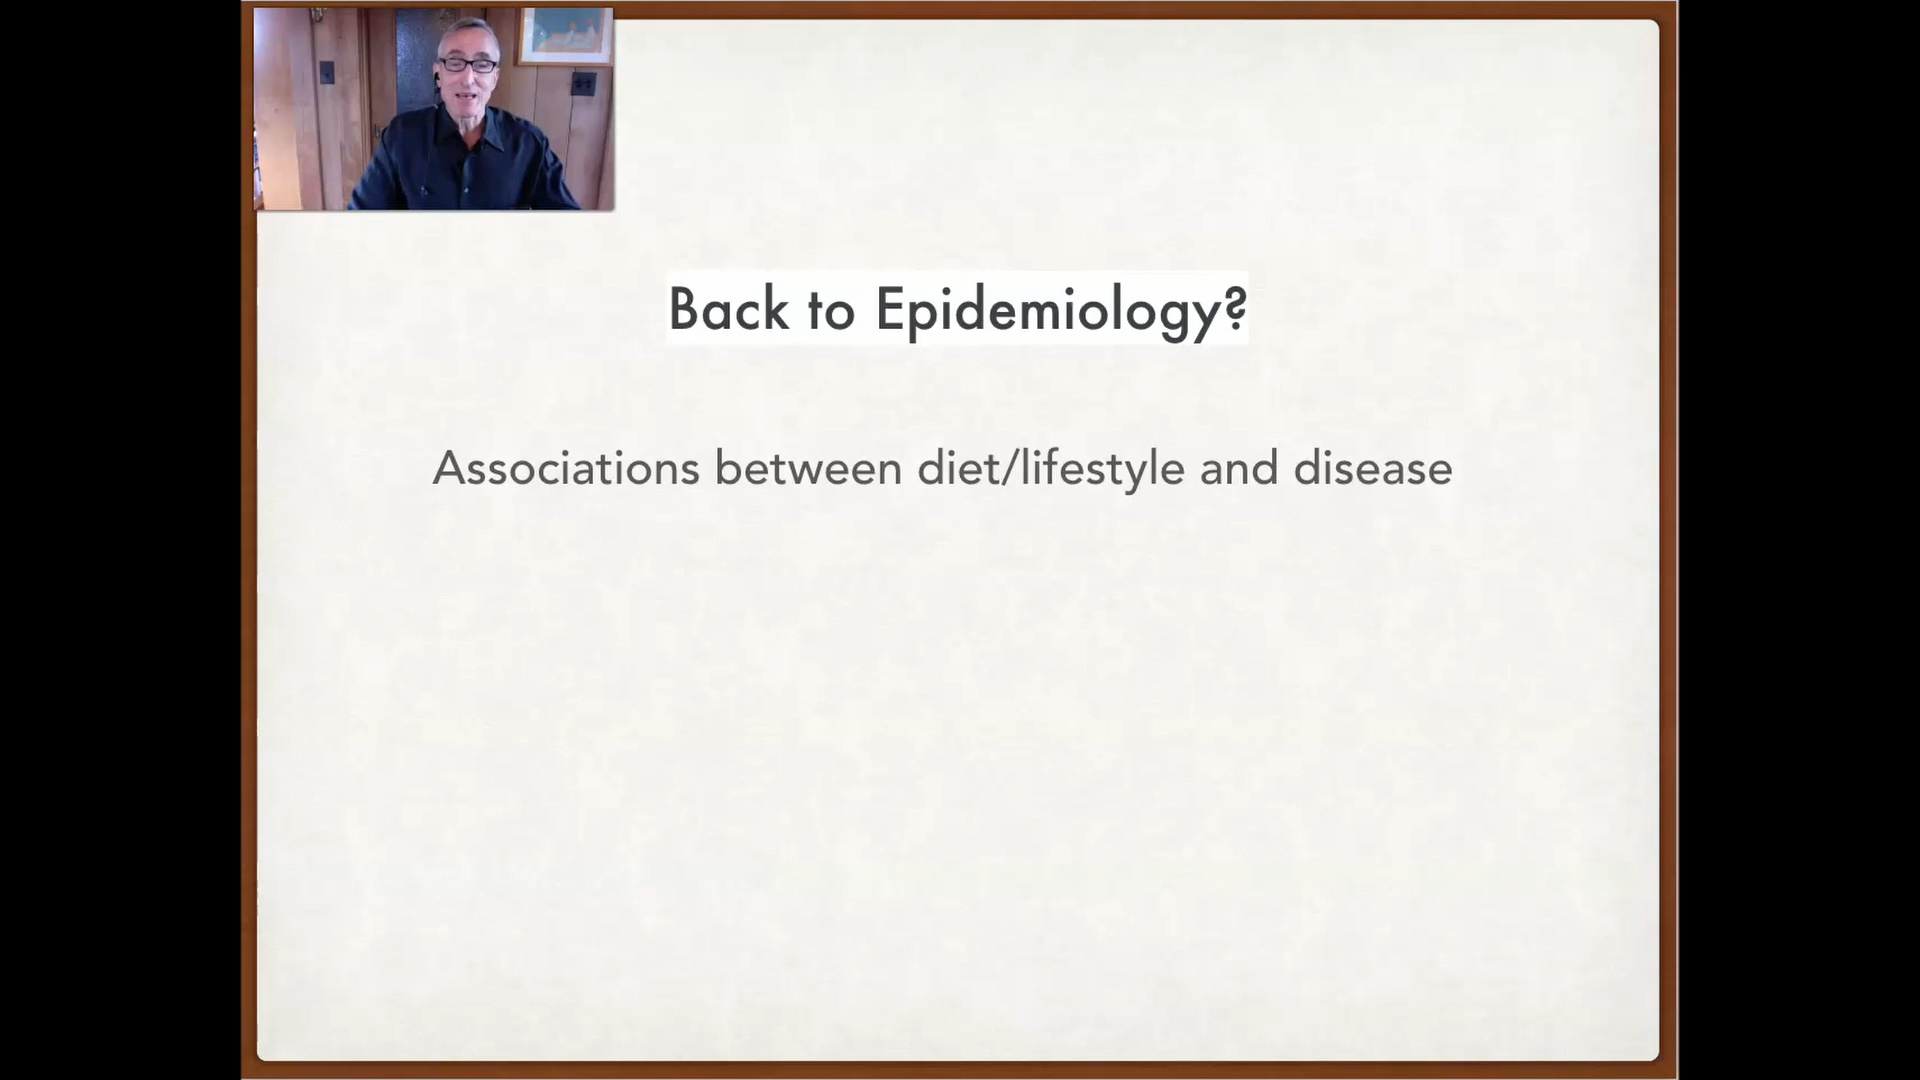 Back to Epidemiology?
Associations between diet/lifestyle and disease